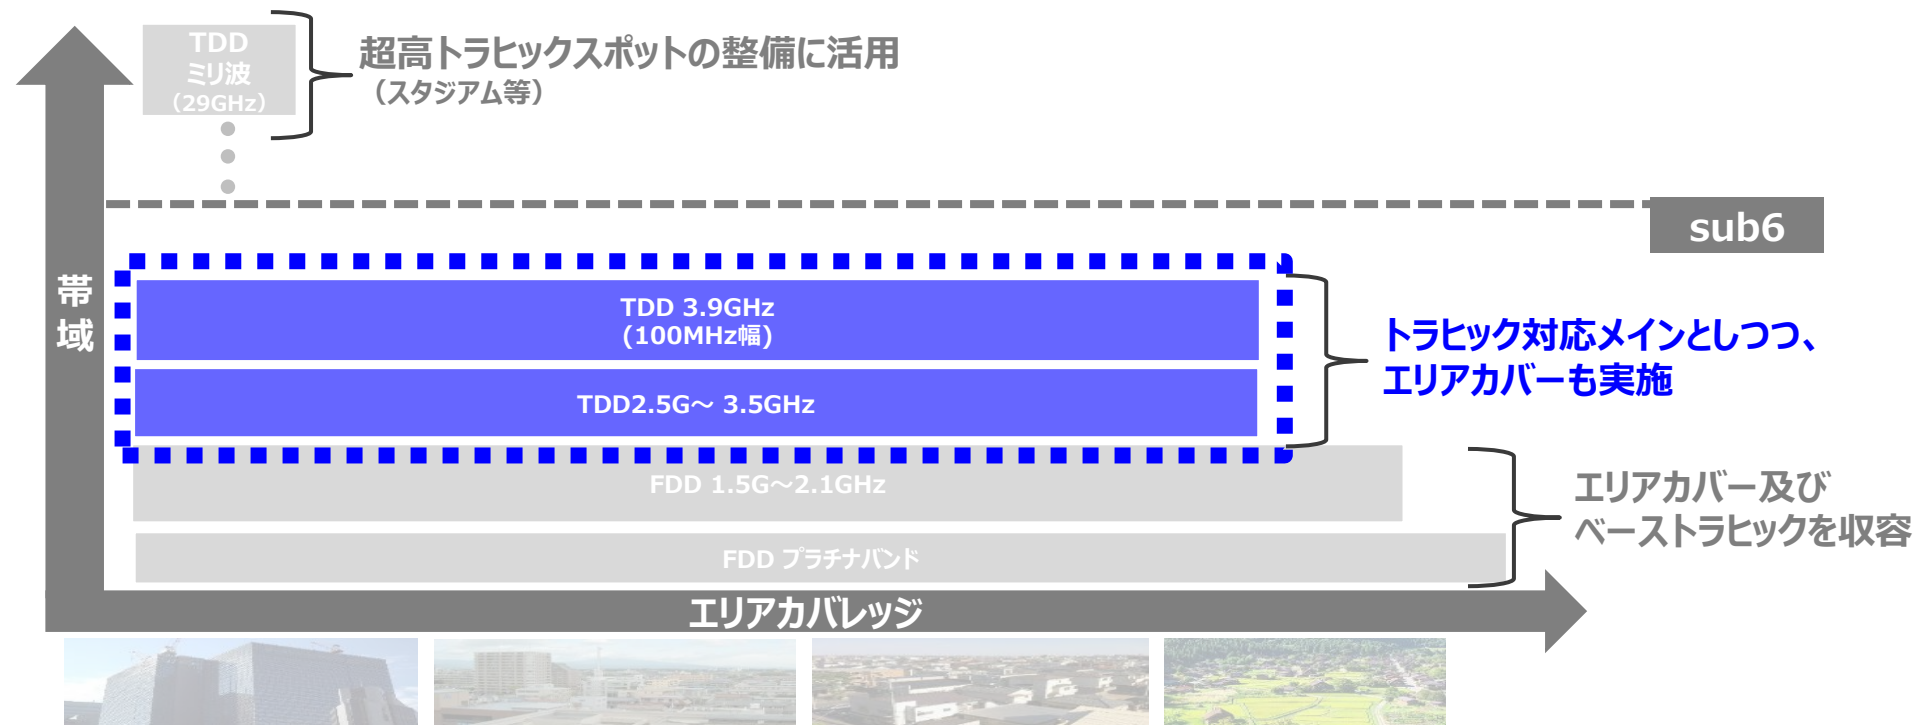 TDD
ミリ波
（29GHz）
超高トラヒックスポットの整備に活用
（スタジアム等）
sub6
帯
域
TDD 3.9GHz
(100MHz幅)
TDD2.5G～ 3.5GHz
トラヒック対応メインとしつつ、
エリアカバーも実施
FDD 1.5G～2.1GHz
FDD プラチナバンド
エリアカバー及び
ベーストラヒックを収容
エリアカバレッジ